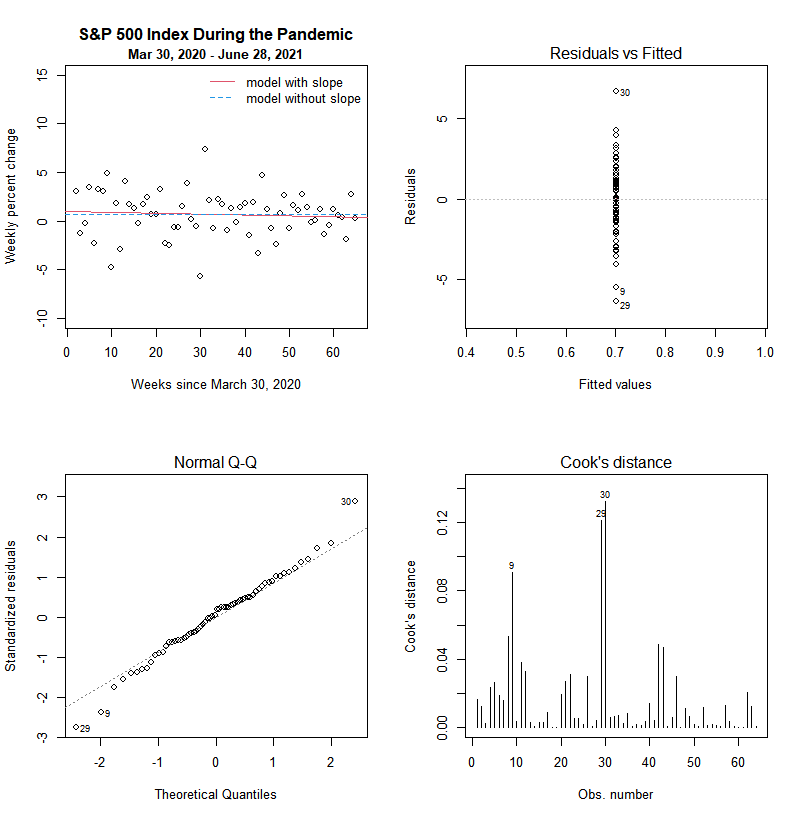 S&P 500 Index During the Pandemic
Mar 30, 2020 - June 28, 2021
model with slope
model without slope
15
10
5
0
-5
-10
Weekly percent change
0 10 20 30 40 50 60
Weeks since March 30, 2020
Residuals vs Fitted
30
9
29
5
0
-5
Residuals
0.4 0.5 0.6 0.7 0.8 0.9 1.0
Fitted values
Normal Q-Q
30
9
29
3
2
1
0
-1
-2
-3
Standardized residuals
-2 -1 0 1 2
Theoretical Quantiles
Cook's distance
30
29
9
0.12
0.08
0.04
0.00
Cook's distance
0 10 20 30 40 50 60
Obs. number